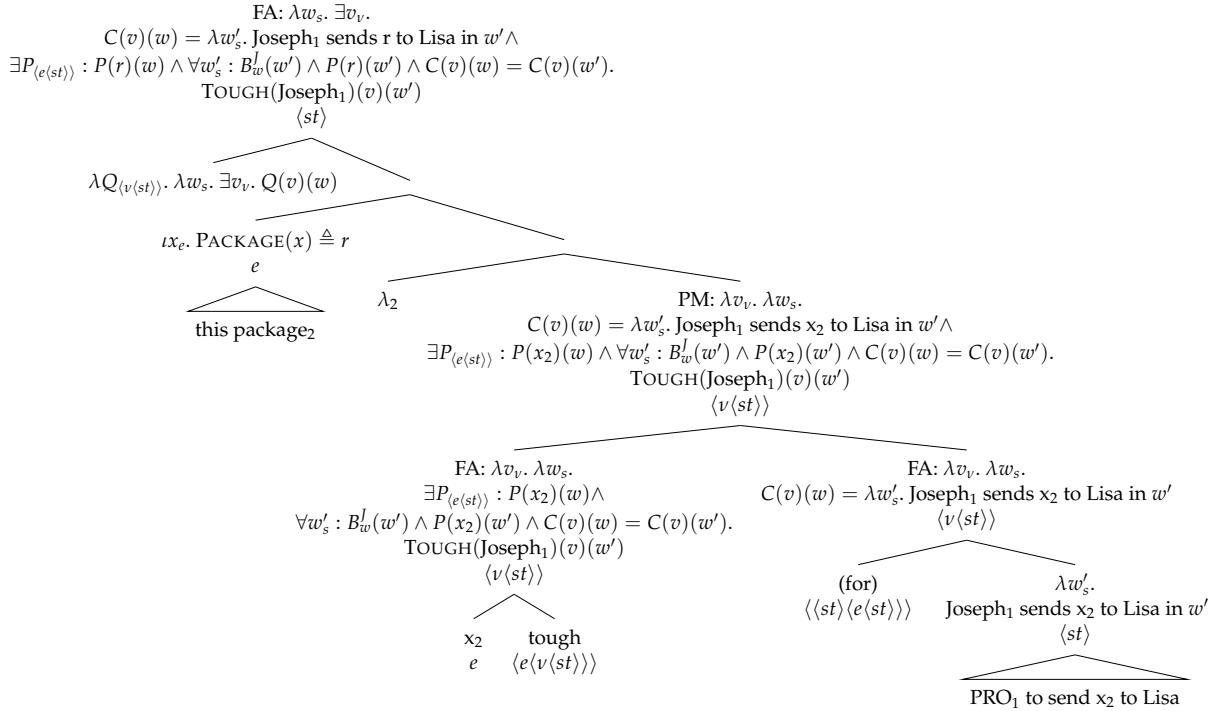 FA: λw_s. ∃v_ν.
C(v)(w) = λw′_s. Joseph₁ sends r to Lisa in w′∧
∃P_⟨e⟨st⟩⟩ : P(r)(w) ∧ ∀w′_s : B^J_w(w′) ∧ P(r)(w′) ∧ C(v)(w) = C(v)(w′).
TOUGH(Joseph₁)(v)(w′)
⟨st⟩
λQ_⟨ν⟨st⟩⟩. λw_s. ∃v_ν. Q(v)(w)
ιx_e. PACKAGE(x) ≜ r
e
this package₂
λ₂
PM: λv_ν. λw_s.
C(v)(w) = λw′_s. Joseph₁ sends x₂ to Lisa in w′∧
∃P_⟨e⟨st⟩⟩ : P(x₂)(w) ∧ ∀w′_s : B^J_w(w′) ∧ P(x₂)(w′) ∧ C(v)(w) = C(v)(w′).
TOUGH(Joseph₁)(v)(w′)
⟨ν⟨st⟩⟩
FA: λv_ν. λw_s.
∃P_⟨e⟨st⟩⟩ : P(x₂)(w)∧
∀w′_s : B^J_w(w′) ∧ P(x₂)(w′) ∧ C(v)(w) = C(v)(w′).
TOUGH(Joseph₁)(v)(w′)
⟨ν⟨st⟩⟩
x₂
e
tough
⟨e⟨ν⟨st⟩⟩⟩
FA: λv_ν. λw_s.
C(v)(w) = λw′_s. Joseph₁ sends x₂ to Lisa in w′
⟨ν⟨st⟩⟩
(for)
⟨⟨st⟩⟨e⟨st⟩⟩⟩
λw′_s.
Joseph₁ sends x₂ to Lisa in w′
⟨st⟩
PRO₁ to send x₂ to Lisa